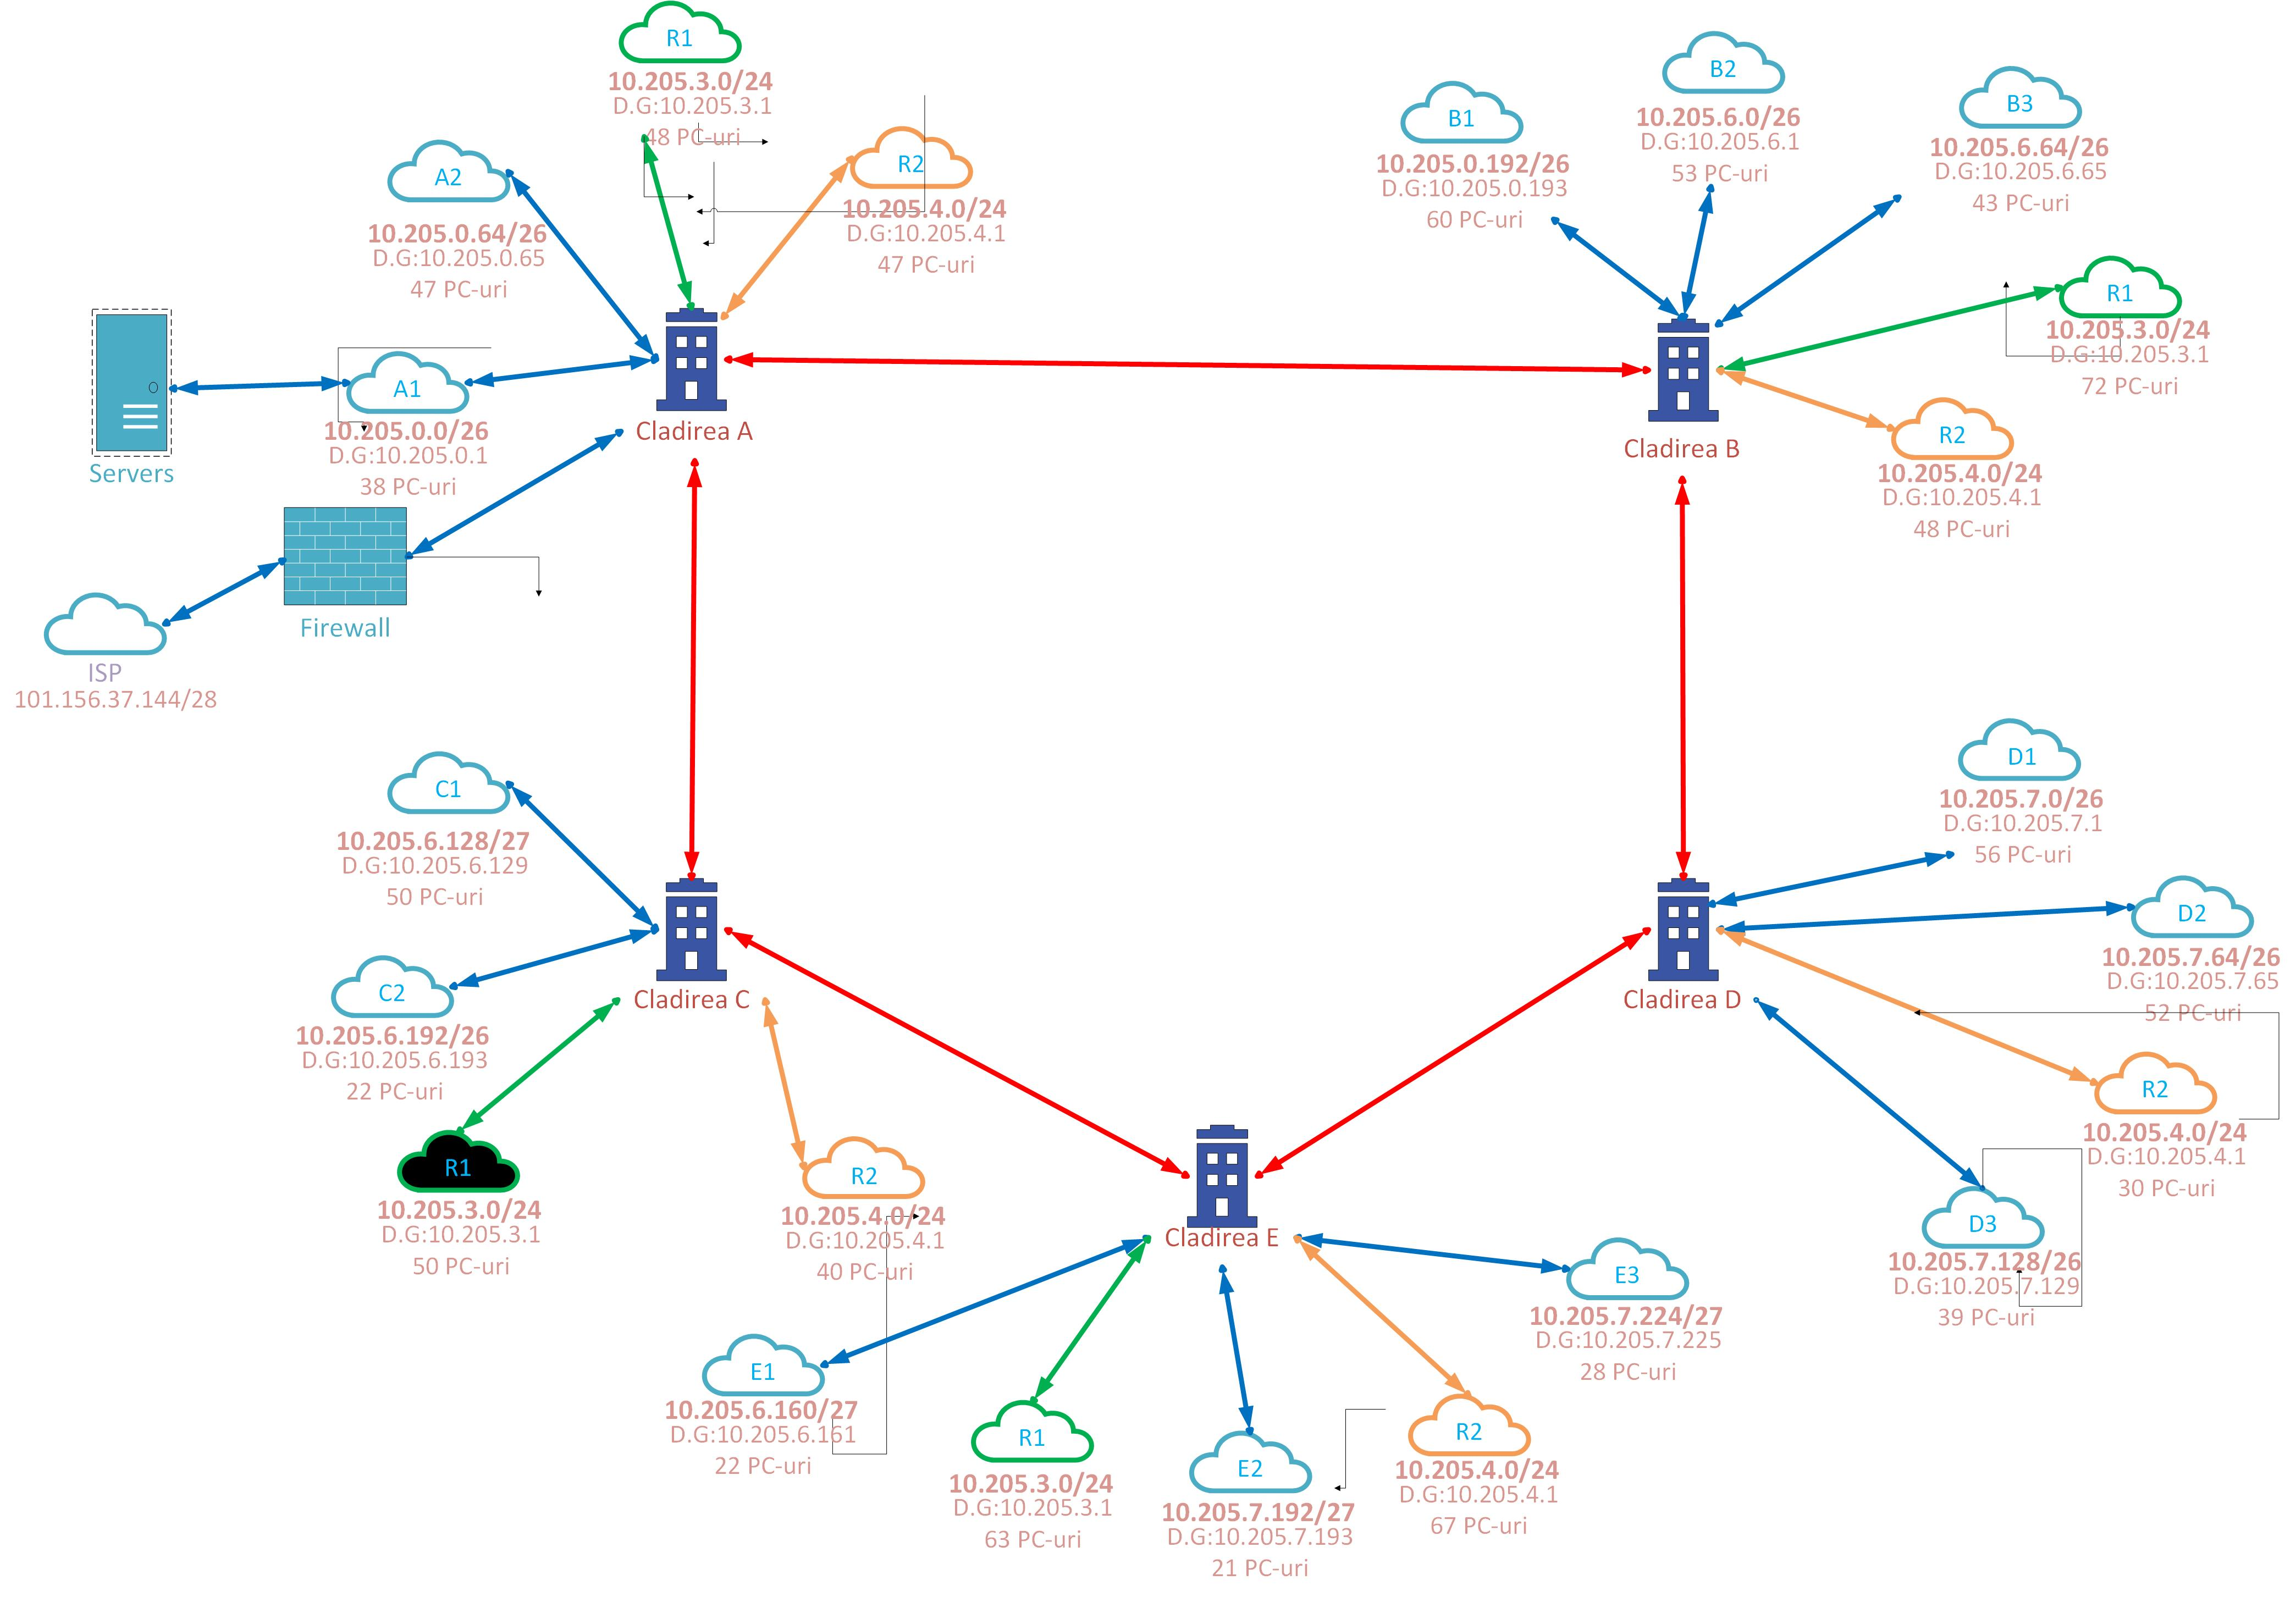 R1
10.205.3.0/24
D.G:10.205.3.1
48 PC-uri
A2
10.205.0.64/26
D.G:10.205.0.65
47 PC-uri
R2
10.205.4.0/24
D.G:10.205.4.1
47 PC-uri
A1
10.205.0.0/26
D.G:10.205.0.1
38 PC-uri
Servers
Cladirea A
Firewall
ISP
101.156.37.144/28
B1
10.205.0.192/26
D.G:10.205.0.193
60 PC-uri
B2
10.205.6.0/26
D.G:10.205.6.1
53 PC-uri
B3
10.205.6.64/26
D.G:10.205.6.65
43 PC-uri
R1
10.205.3.0/24
D.G:10.205.3.1
72 PC-uri
R2
10.205.4.0/24
D.G:10.205.4.1
48 PC-uri
Cladirea B
C1
10.205.6.128/27
D.G:10.205.6.129
50 PC-uri
C2
10.205.6.192/26
D.G:10.205.6.193
22 PC-uri
Cladirea C
R1
10.205.3.0/24
D.G:10.205.3.1
50 PC-uri
R2
10.205.4.0/24
D.G:10.205.4.1
40 PC-uri
D1
10.205.7.0/26
D.G:10.205.7.1
56 PC-uri
D2
10.205.7.64/26
D.G:10.205.7.65
52 PC-uri
Cladirea D
R2
10.205.4.0/24
D.G:10.205.4.1
30 PC-uri
D3
10.205.7.128/26
D.G:10.205.7.129
39 PC-uri
Cladirea E
E1
10.205.6.160/27
D.G:10.205.6.161
22 PC-uri
R1
10.205.3.0/24
D.G:10.205.3.1
63 PC-uri
E2
10.205.7.192/27
D.G:10.205.7.193
21 PC-uri
R2
10.205.4.0/24
D.G:10.205.4.1
67 PC-uri
E3
10.205.7.224/27
D.G:10.205.7.225
28 PC-uri